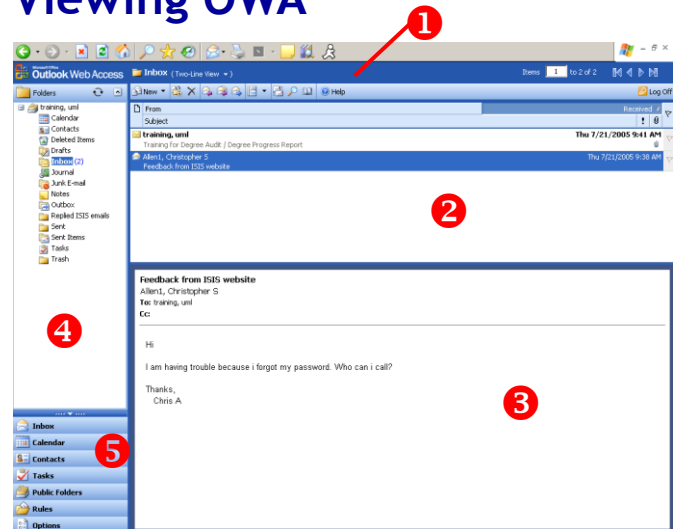 Viewing OWA
1
Microsoft Office
Outlook Web Access
Inbox (Two-Line View)
Items 1 to 2 of 2
Folders
New
Help
Log Off
training, uml
Calendar
Contacts
Deleted Items
Drafts
Inbox (2)
Journal
Junk E-mail
Notes
Outbox
Replied ISIS emails
Sent
Sent Items
Tasks
Trash
From Received
Subject
training, uml Thu 7/21/2005 9:41 AM
Training for Degree Audit / Degree Progress Report
Allen1, Christopher S Thu 7/21/2005 9:38 AM
Feedback from ISIS website
2
Feedback from ISIS website
Allen1, Christopher S
To: training, uml
Cc:
Hi
I am having trouble because i forgot my password. Who can i call?
Thanks,
Chris A
3
4
Inbox
Calendar
5
Contacts
Tasks
Public Folders
Rules
Options